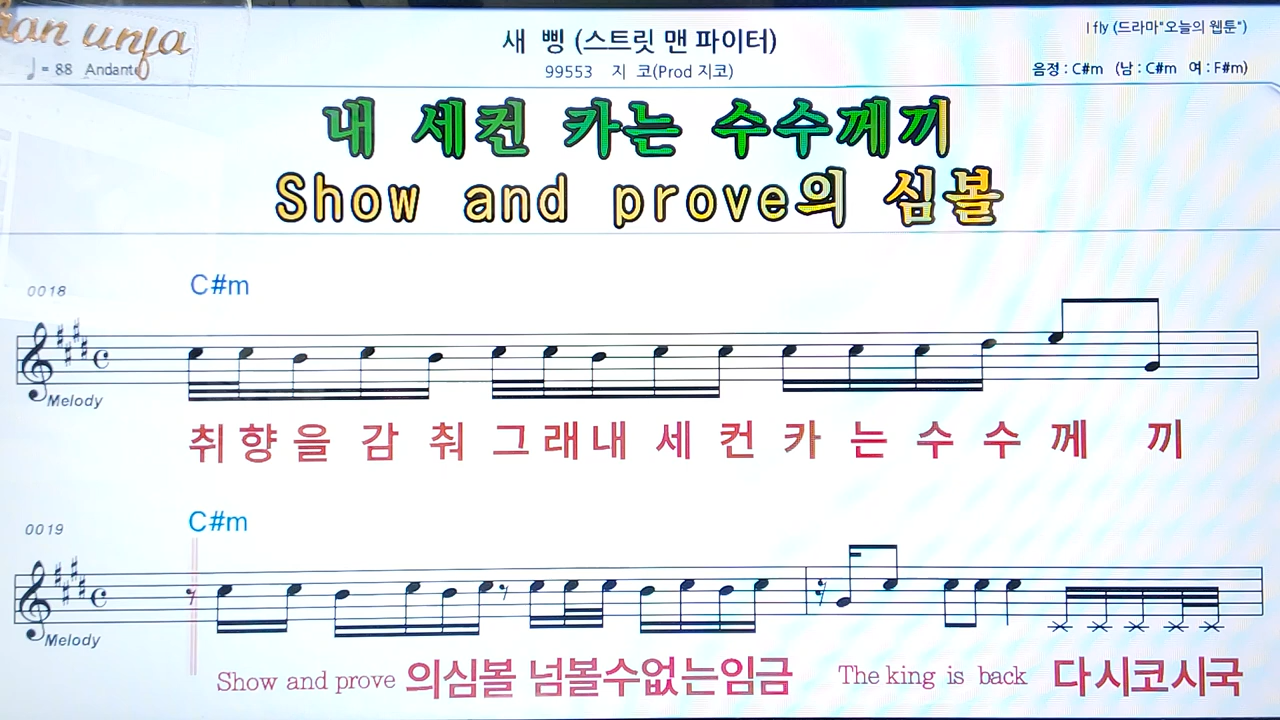 새 삥 (스트릿 맨 파이터)
I fly (드라마"오늘의 웹툰")
♩ = 88 Andante
99553 지 코(Prod 지코)
음정 : C#m (남 : C#m 여 : F#m)
내 세컨 카는 수수께끼
Show and prove의 심볼
0018
C#m
Melody
취 향 을 감 춰 그 래 내 세 컨 카 는 수 수 께 끼
0019
C#m
Melody
Show and prove 의심볼 넘볼수없는임금 The king is back 다시코시국